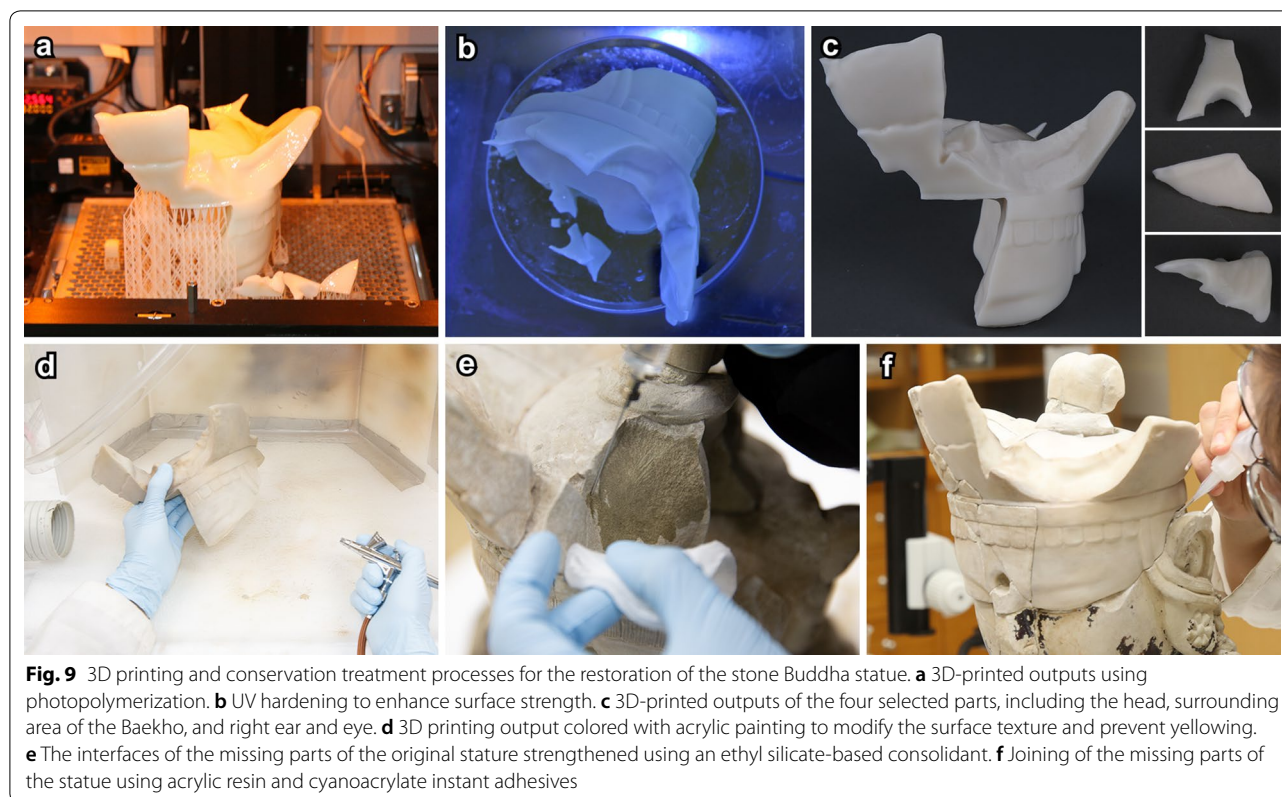 a
b
c
d
e
f
Fig. 9 3D printing and conservation treatment processes for the restoration of the stone Buddha statue. a 3D-printed outputs using
photopolymerization. b UV hardening to enhance surface strength. c 3D-printed outputs of the four selected parts, including the head, surrounding
area of the Baekho, and right ear and eye. d 3D printing output colored with acrylic painting to modify the surface texture and prevent yellowing.
e The interfaces of the missing parts of the original stature strengthened using an ethyl silicate-based consolidant. f Joining of the missing parts of
the statue using acrylic resin and cyanoacrylate instant adhesives